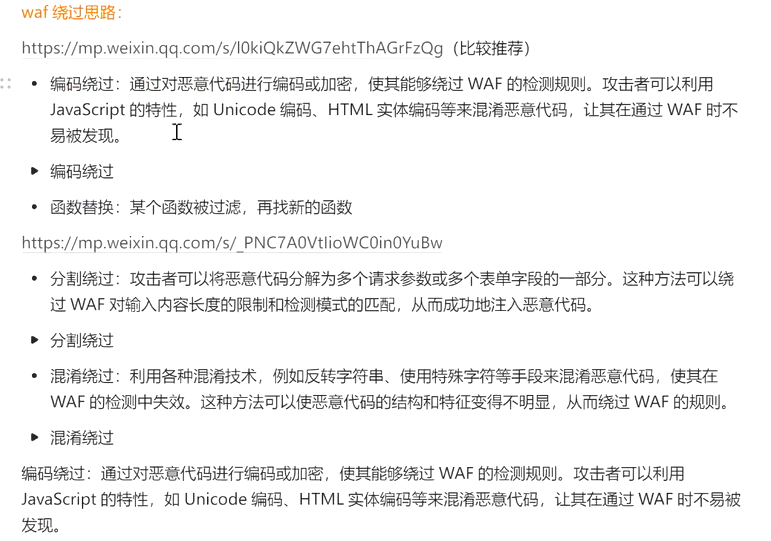 waf 绕过思路：
https://mp.weixin.qq.com/s/l0kiQkZWG7ehtThAGrFzQg（比较推荐）
• 编码绕过：通过对恶意代码进行编码或加密，使其能够绕过 WAF 的检测规则。攻击者可以利用
JavaScript 的特性，如 Unicode 编码、HTML 实体编码等来混淆恶意代码，让其在通过 WAF 时不
易被发现。
▶ 编码绕过
• 函数替换：某个函数被过滤，再找新的函数
https://mp.weixin.qq.com/s/_PNC7A0VtIioWC0in0YuBw
• 分割绕过：攻击者可以将恶意代码分解为多个请求参数或多个表单字段的一部分。这种方法可以绕
过 WAF 对输入内容长度的限制和检测模式的匹配，从而成功地注入恶意代码。
▶ 分割绕过
• 混淆绕过：利用各种混淆技术，例如反转字符串、使用特殊字符等手段来混淆恶意代码，使其在
WAF 的检测中失效。这种方法可以使恶意代码的结构和特征变得不明显，从而绕过 WAF 的规则。
▶ 混淆绕过
编码绕过：通过对恶意代码进行编码或加密，使其能够绕过 WAF 的检测规则。攻击者可以利用
JavaScript 的特性，如 Unicode 编码、HTML 实体编码等来混淆恶意代码，让其在通过 WAF 时不易被
发现。